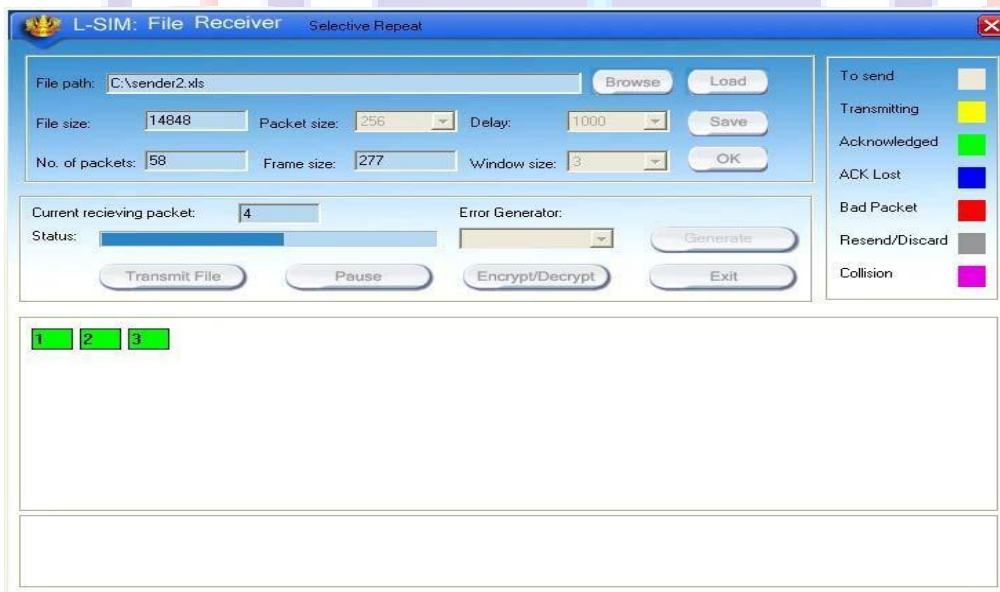 L-SIM: File Receiver Selective Repeat
File path: C:\sender2.xls Browse Load
File size: 14848 Packet size: 256 Delay: 1000 Save
No. of packets: 58 Frame size: 277 Window size: 3 OK
Current recieving packet: 4 Error Generator:
Status: Generate
Transmit File Pause Encrypt/Decrypt Exit
To send
Transmitting
Acknowledged
ACK Lost
Bad Packet
Resend/Discard
Collision
1 2 3